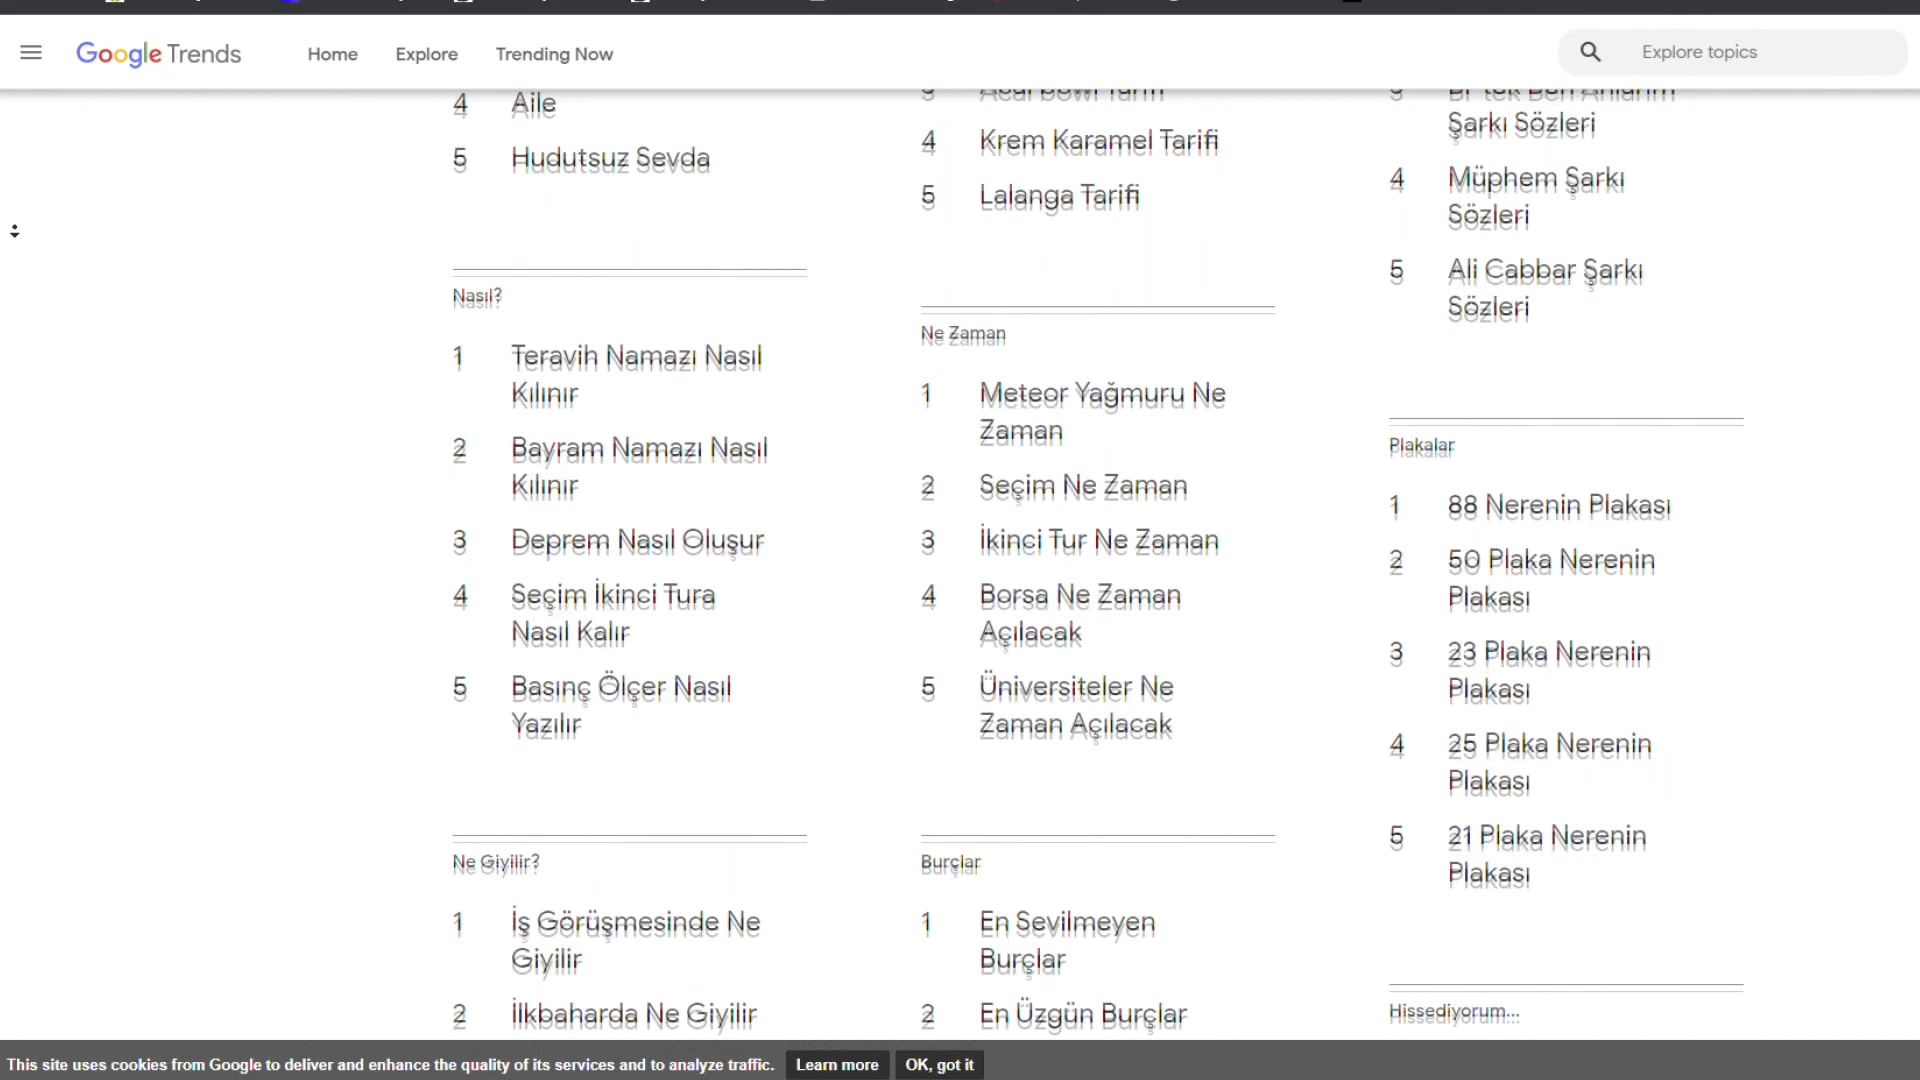 Google Trends
Home
Explore
Trending Now
Explore topics
4 Aile
5 Hudutsuz Sevda
Nasıl?
1 Teravih Namazı Nasıl
Kılınır
2 Bayram Namazı Nasıl
Kılınır
3 Deprem Nasıl Oluşur
4 Seçim İkinci Tura
Nasıl Kalır
5 Basınç Ölçer Nasıl
Yazılır
Ne Giyilir?
1 İş Görüşmesinde Ne
Giyilir
2 İlkbaharda Ne Giyilir
4 Krem Karamel Tarifi
5 Lalanga Tarifi
Ne Zaman
1 Meteor Yağmuru Ne
Zaman
2 Seçim Ne Zaman
3 İkinci Tur Ne Zaman
4 Borsa Ne Zaman
Açılacak
5 Üniversiteler Ne
Zaman Açılacak
Burçlar
1 En Sevilmeyen
Burçlar
2 En Üzgün Burçlar
Şarkı Sözleri
4 Müphem Şarkı
Sözleri
5 Ali Cabbar Şarkı
Sözleri
Plakalar
1 88 Nerenin Plakası
2 50 Plaka Nerenin
Plakası
3 23 Plaka Nerenin
Plakası
4 25 Plaka Nerenin
Plakası
5 21 Plaka Nerenin
Plakası
Hissediyorum...
This site uses cookies from Google to deliver and enhance the quality of its services and to analyze traffic.
Learn more
OK, got it